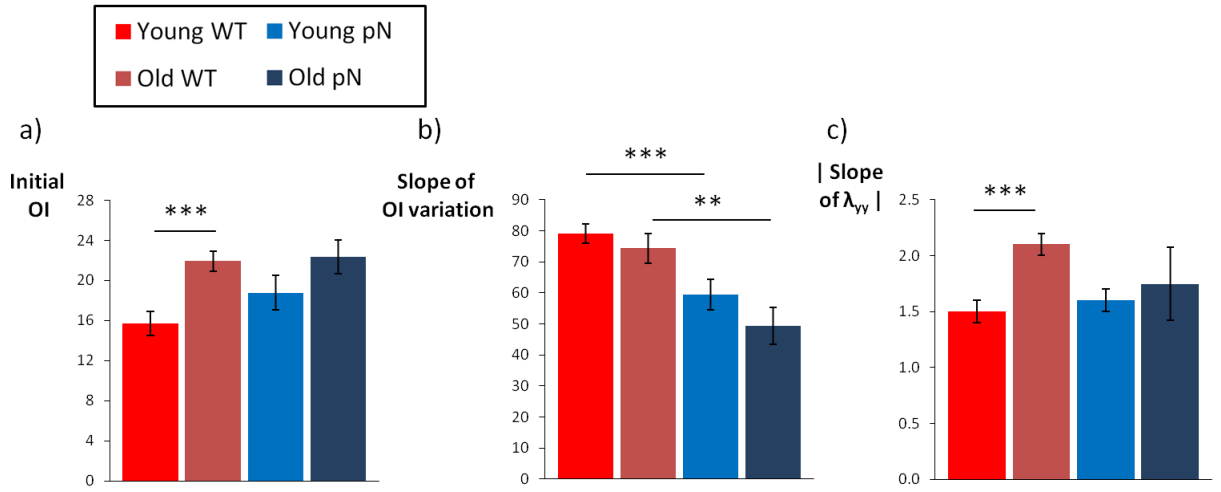 Young WT Young pN
Old WT Old pN
a)
Initial
OI
28
24
20
16
12
8
4
0
***
b)
Slope of
OI variation
90
80
70
60
50
40
30
20
10
0
***
**
c)
| Slope
of λyy |
2.5
2.0
1.5
1.0
0.5
0.0
***